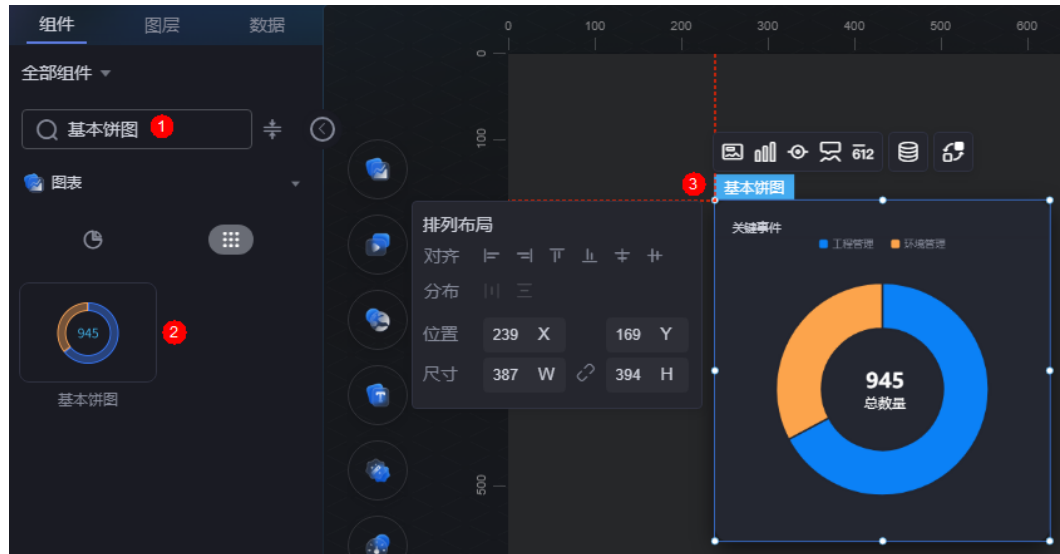 组件 图层 数据
全部组件
基本饼图 1
图表
945
2
基本饼图
0 100 200 300 400 500 600
0
100
500
612
3 基本饼图
排列布局
对齐
分布
位置 239 X 169 Y
尺寸 387 W 394 H
关键事件
工程管理 环境管理
945
总数量